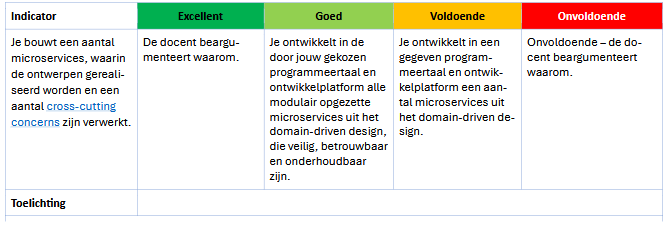 Indicator
Excellent
Goed
Voldoende
Onvoldoende
Je bouwt een aantal
microservices, waarin
de ontwerpen gereali-
seerd worden en een
aantal cross-cutting
concerns zijn verwerkt.
De docent beargu-
menteert waarom.
Je ontwikkelt in de
door jouw gekozen
programmeertaal en
ontwikkelplatform alle
modulair opgezette
microservices uit het
domain-driven design,
die veilig, betrouwbaar
en onderhoudbaar
zijn.
Je ontwikkelt in een
gegeven program-
meertaal en ontwik-
kelplatform een aan-
tal microservices uit
het domain-driven de-
sign.
Onvoldoende – de do-
cent beargumenteert
waarom.
Toelichting